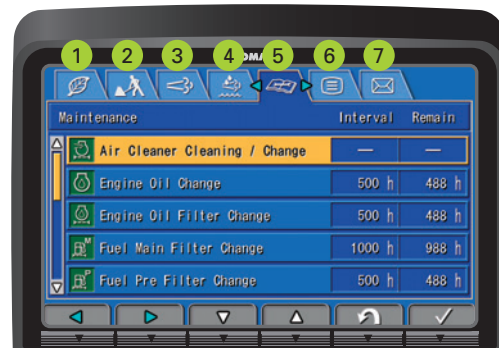 1 2 3 4 5 6 7
Maintenance Interval Remain
Air Cleaner Cleaning / Change — —
Engine Oil Change 500 h 488 h
Engine Oil Filter Change 500 h 488 h
M Fuel Main Filter Change 1000 h 988 h
P Fuel Pre Filter Change 500 h 488 h